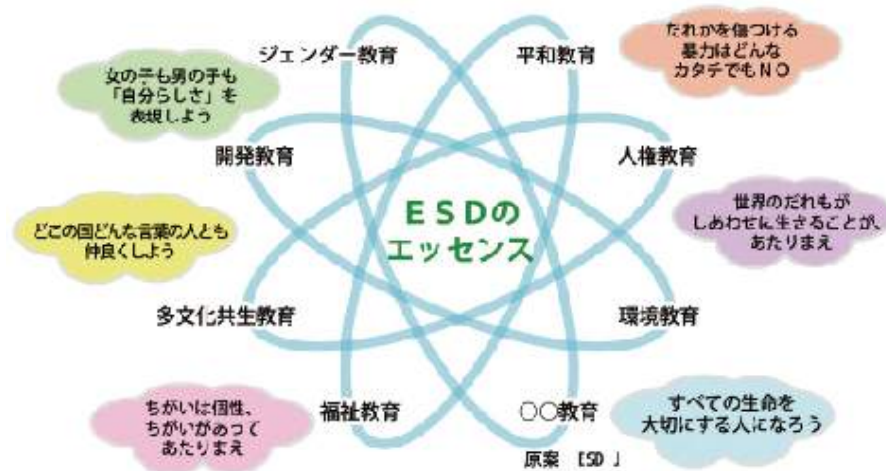 ジェンダー教育
平和教育
だれかを傷つける
暴力はどんな
カタチでもNO
女の子も男の子も
「自分らしさ」を
表現しよう
開発教育
人権教育
ESDの
エッセンス
世界のだれもが
しあわせに生きることが、
あたりまえ
どこの国どんな言葉の人とも
仲良くしよう
多文化共生教育
環境教育
ちがいは個性、
ちがいがあって
あたりまえ
福祉教育
○○教育
すべての生命を
大切にする人になろう
原案